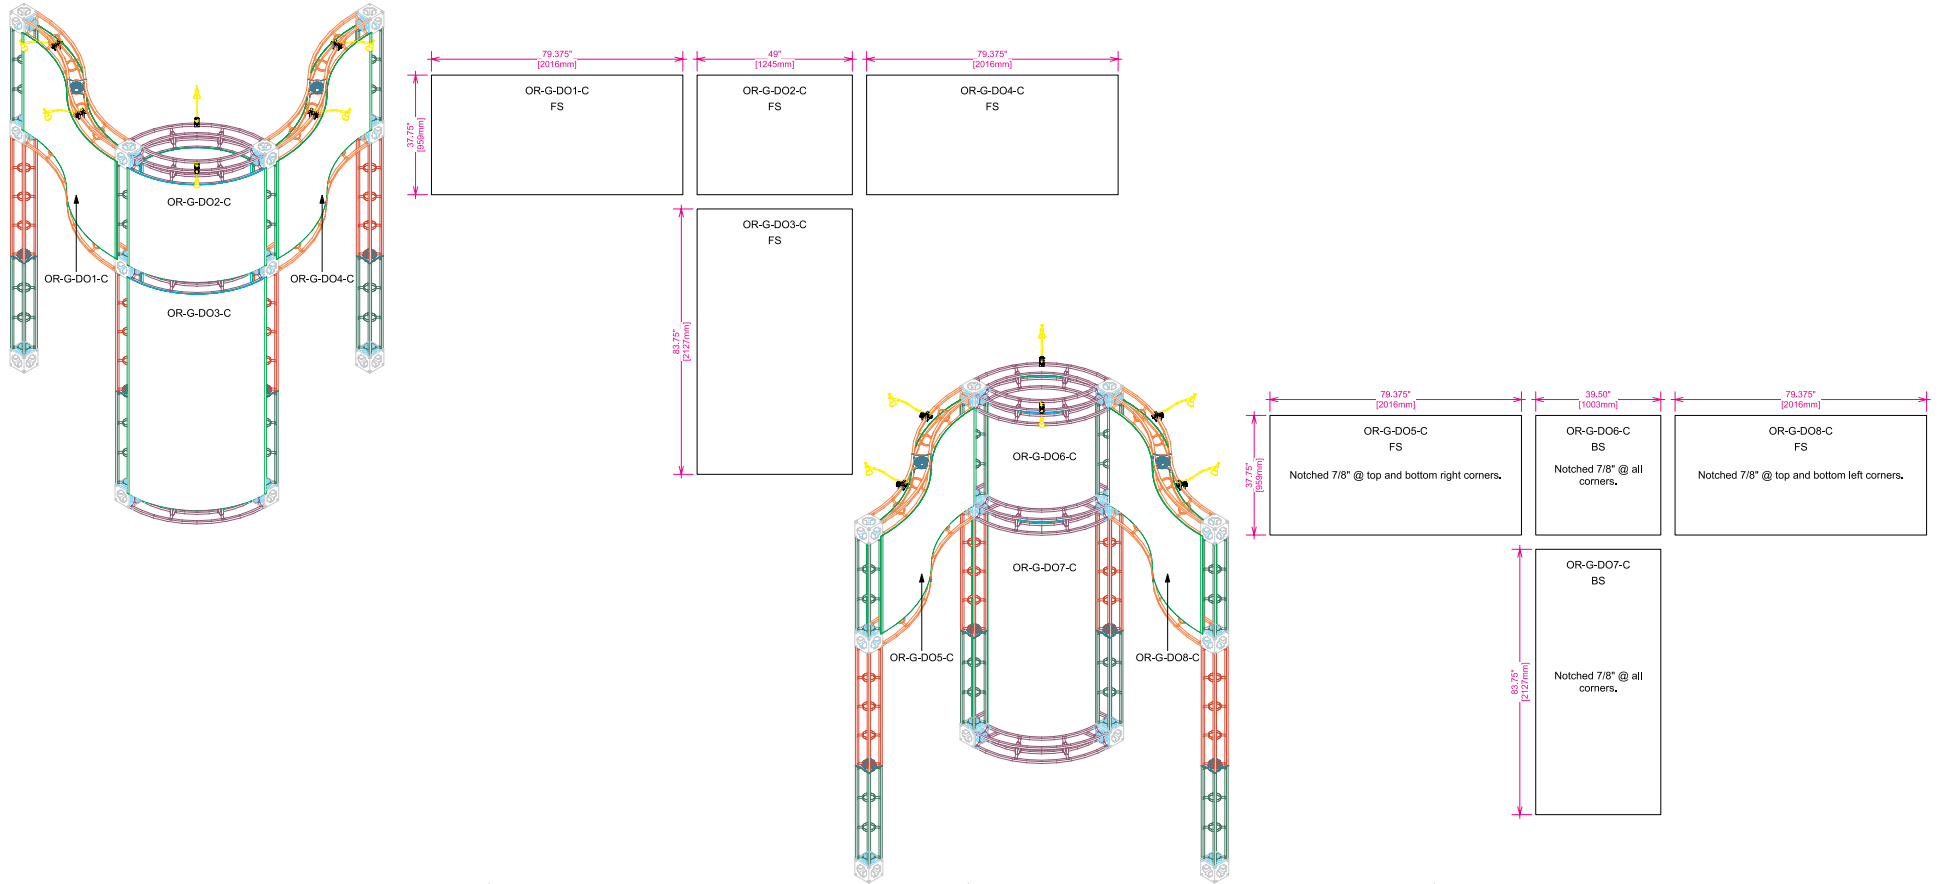 79.375"
[2016mm]
49"
[1245mm]
79.375"
[2016mm]
37.75"
[959mm]
OR-G-DO1-C
FS
OR-G-DO2-C
FS
OR-G-DO4-C
FS
83.75"
[2127mm]
OR-G-DO3-C
FS
OR-G-DO2-C
OR-G-DO1-C
OR-G-DO4-C
OR-G-DO3-C
79.375"
[2016mm]
39.50"
[1003mm]
79.375"
[2016mm]
37.75"
[959mm]
OR-G-DO5-C
FS
Notched 7/8" @ top and bottom right corners.
OR-G-DO6-C
BS
Notched 7/8" @ all
corners.
OR-G-DO8-C
FS
Notched 7/8" @ top and bottom left corners.
83.75"
[2127mm]
OR-G-DO7-C
BS
Notched 7/8" @ all
corners.
OR-G-DO6-C
OR-G-DO7-C
OR-G-DO5-C
OR-G-DO8-C